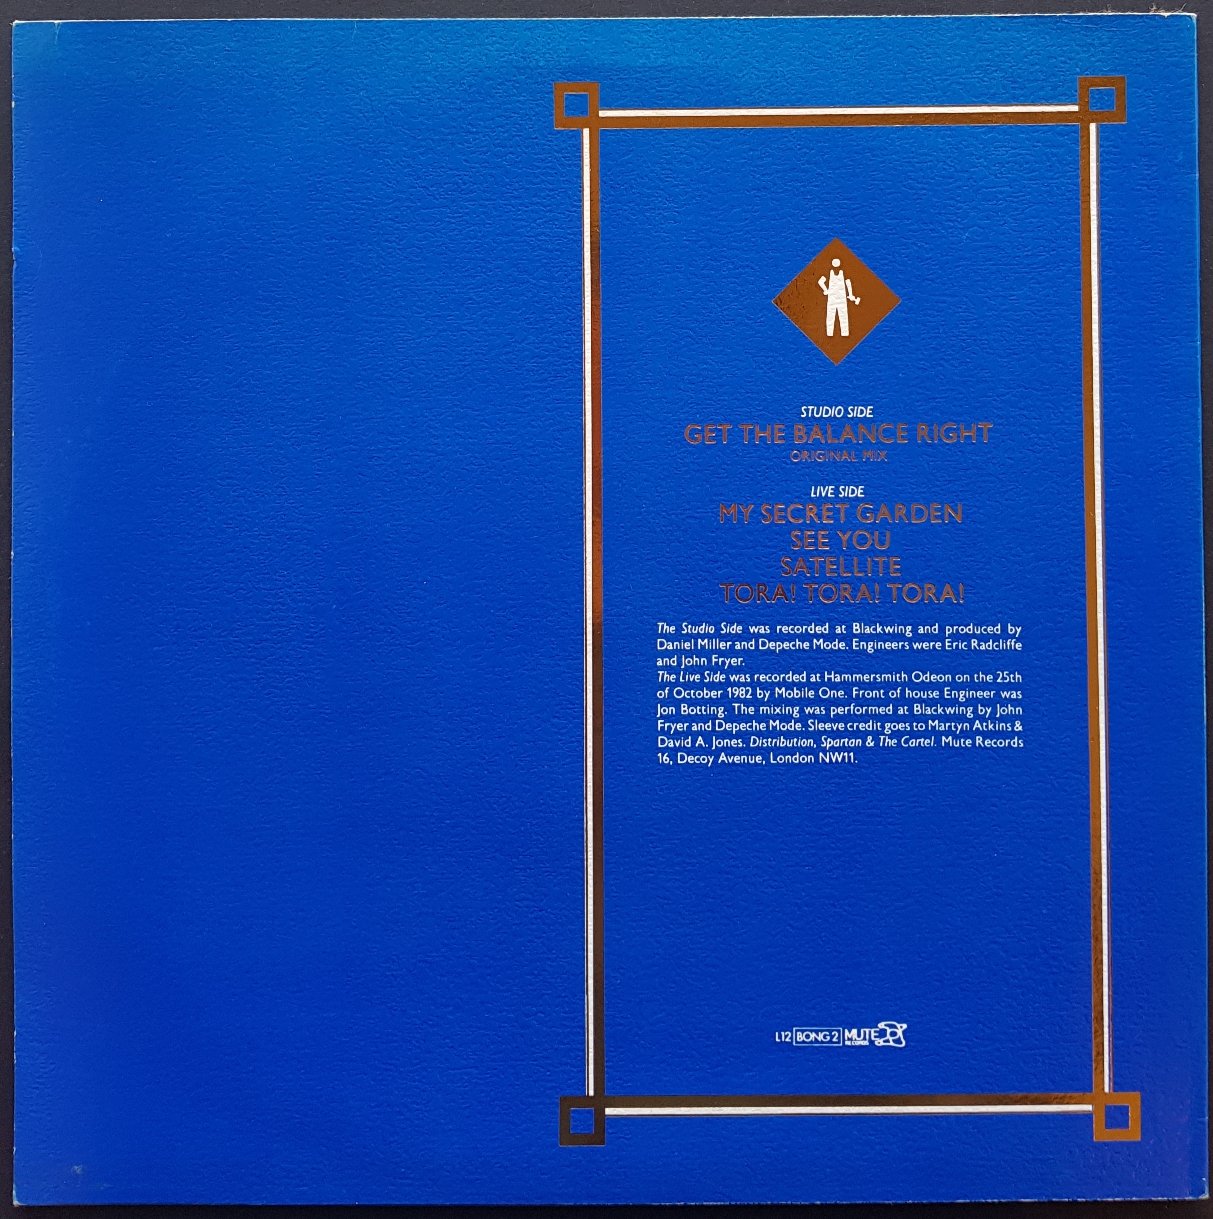 STUDIO SIDE
GET THE BALANCE RIGHT
ORIGINAL MIX
LIVE SIDE
MY SECRET GARDEN
SEE YOU
SATELLITE
TORA! TORA! TORA!
The Studio Side was recorded at Blackwing and produced by
Daniel Miller and Depeche Mode. Engineers were Eric Radcliffe
and John Fryer.
The Live Side was recorded at Hammersmith Odeon on the 25th
of October 1982 by Mobile One. Front of house Engineer was
Jon Botting. The mixing was performed at Blackwing by John
Fryer and Depeche Mode. Sleeve credit goes to Martyn Atkins &
David A. Jones. Distribution, Spartan & The Cartel. Mute Records
16, Decoy Avenue, London NW11.
L12 BONG 2 MUTE
RECORDS